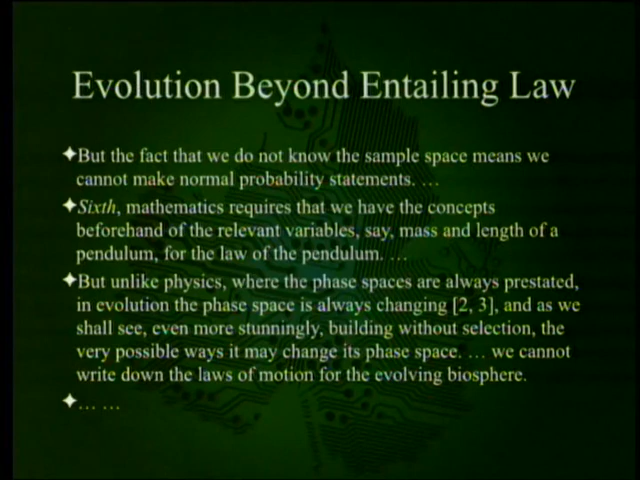 Evolution Beyond Entailing Law
✦But the fact that we do not know the sample space means we
cannot make normal probability statements. …
✦Sixth, mathematics requires that we have the concepts
beforehand of the relevant variables, say, mass and length of a
pendulum, for the law of the pendulum. …
✦But unlike physics, where the phase spaces are always prestated,
in evolution the phase space is always changing [2, 3], and as we
shall see, even more stunningly, building without selection, the
very possible ways it may change its phase space. … we cannot
write down the laws of motion for the evolving biosphere.
✦… …